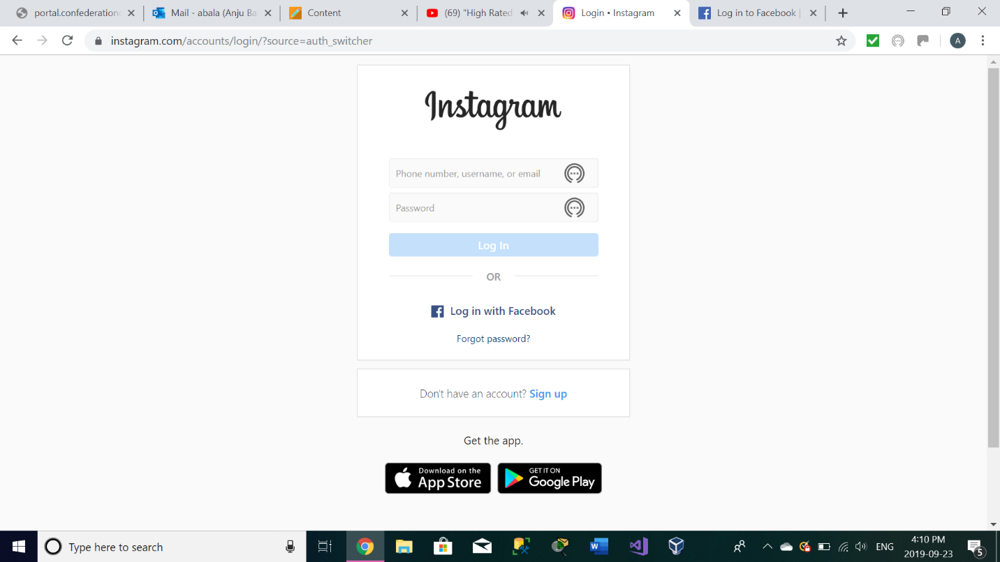 portal.confederationc
Mail - abala (Anju Ba
Content
(69) "High Rated
Login • Instagram
Log in to Facebook |
instagram.com/accounts/login/?source=auth_switcher
A
Instagram
Phone number, username, or email
Password
Log In
OR
Log in with Facebook
Forgot password?
Don't have an account? Sign up
Get the app.
Download on the
App Store
GET IT ON
Google Play
Type here to search
ENG
4:10 PM
2019-09-23
5